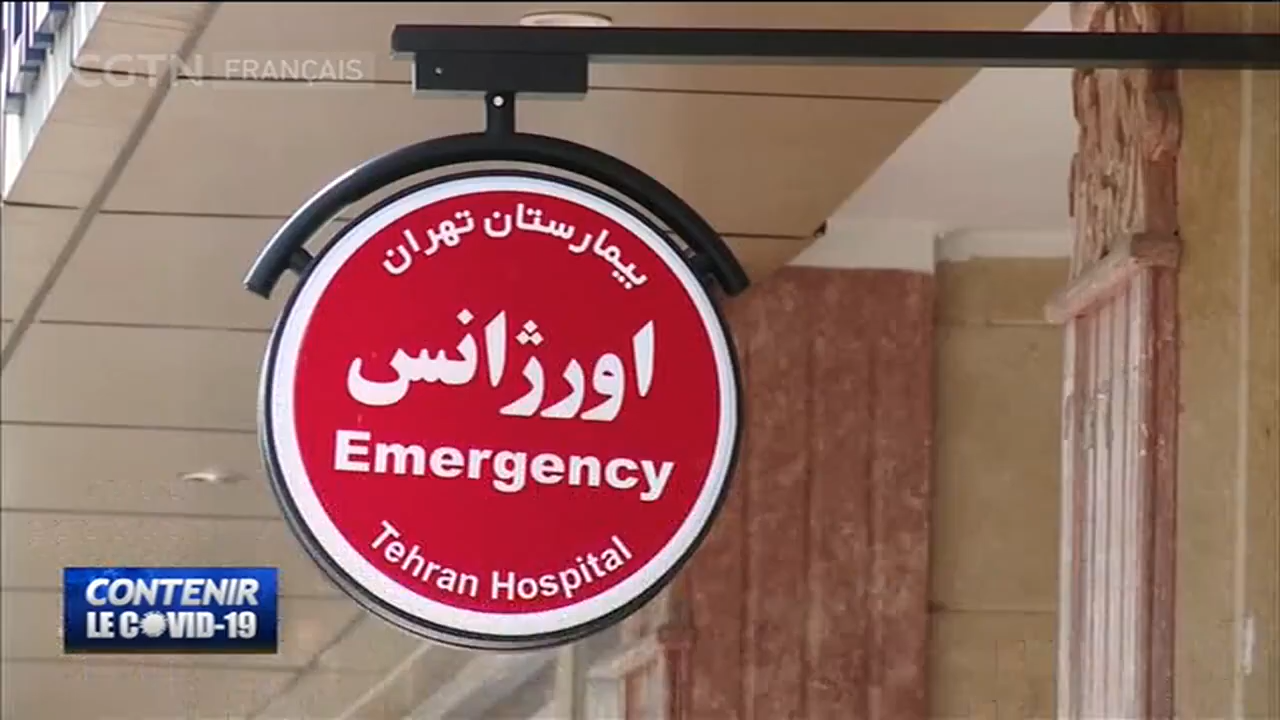 CGTN FRANÇAIS
بیمارستان تهران
اورژانس
Emergency
Tehran Hospital
CONTENIR
LE COVID-19